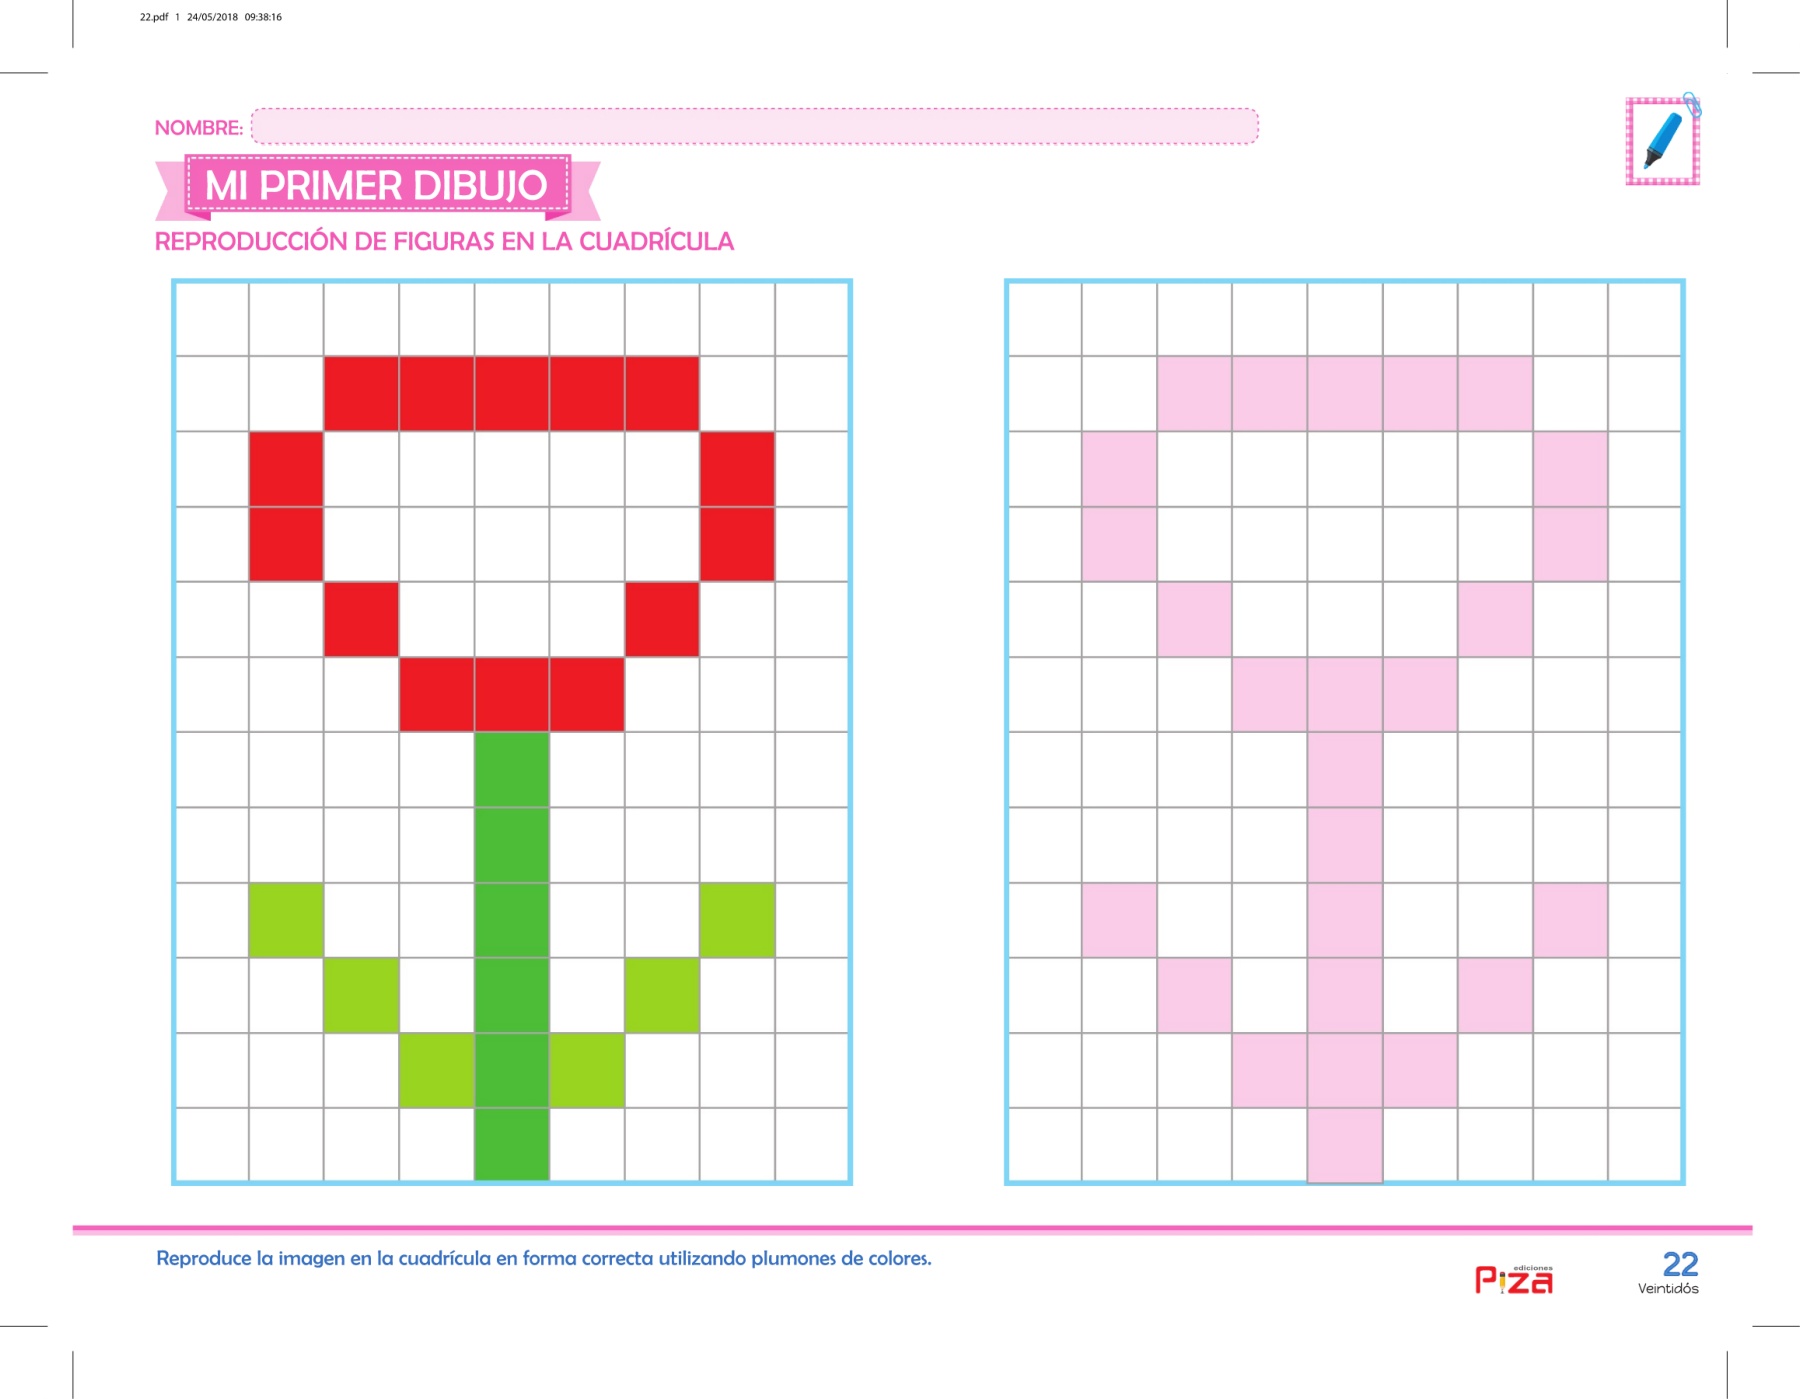 22.pdf 1 24/05/2018 09:38:16
NOMBRE:
MI PRIMER DIBUJO
REPRODUCCIÓN DE FIGURAS EN LA CUADRÍCULA
Reproduce la imagen en la cuadrícula en forma correcta utilizando plumones de colores.
ediciones
Piza
22
Veintidós